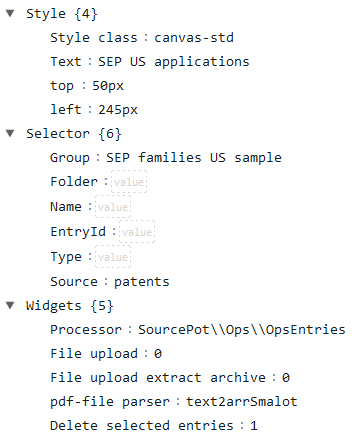 Style {4}
Style class : canvas-std
Text : SEP US applications
top : 50px
left : 245px
Selector {6}
Group : SEP families US sample
Folder : value
Name : value
EntryId : value
Type : value
Source : patents
Widgets {5}
Processor : SourcePot\\Ops\\OpsEntries
File upload : 0
File upload extract archive : 0
pdf-file parser : text2arrSmalot
Delete selected entries : 1